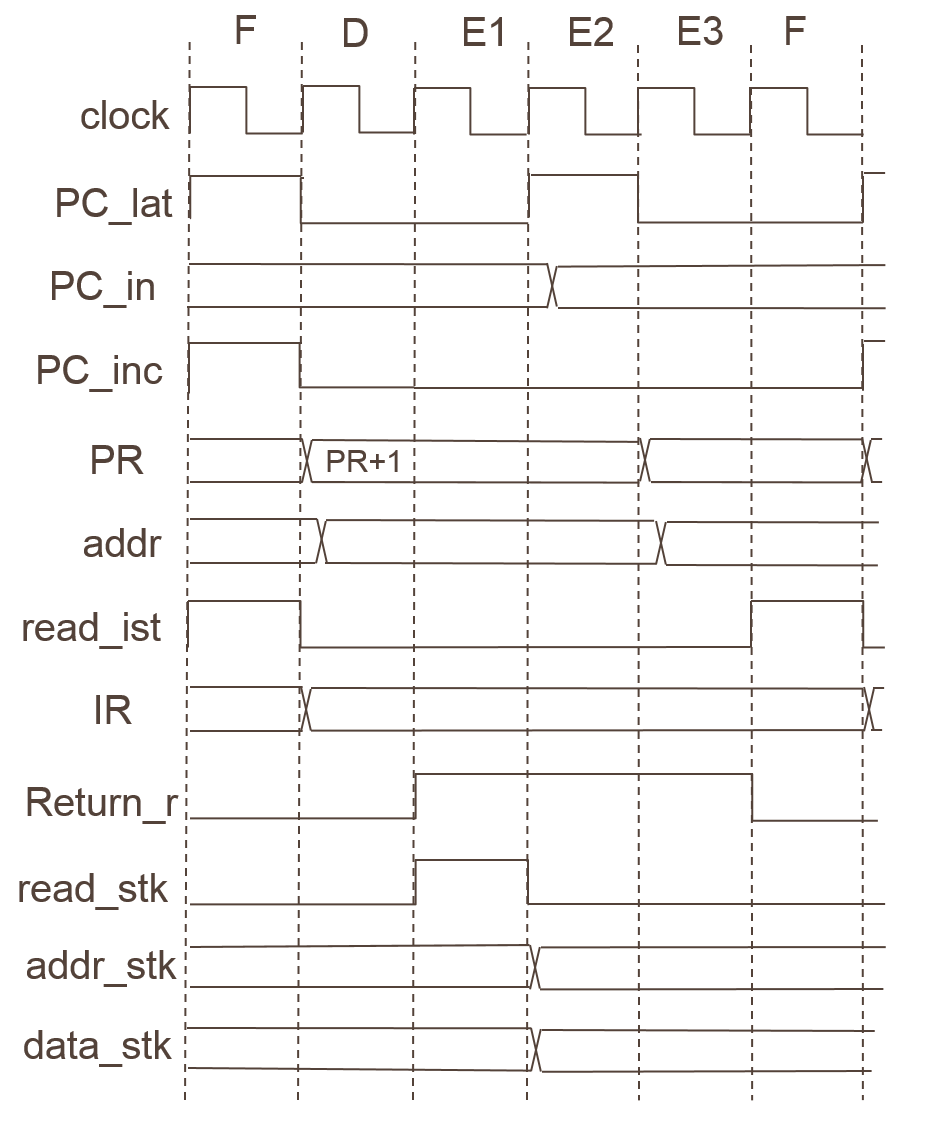 F D E1 E2 E3 F
clock
PC_lat
PC_in
PC_inc
PR
PR+1
addr
read_ist
IR
Return_r
read_stk
addr_stk
data_stk